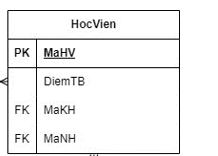 HocVien
PK MaHV
DiemTB
FK MaKH
FK MaNH